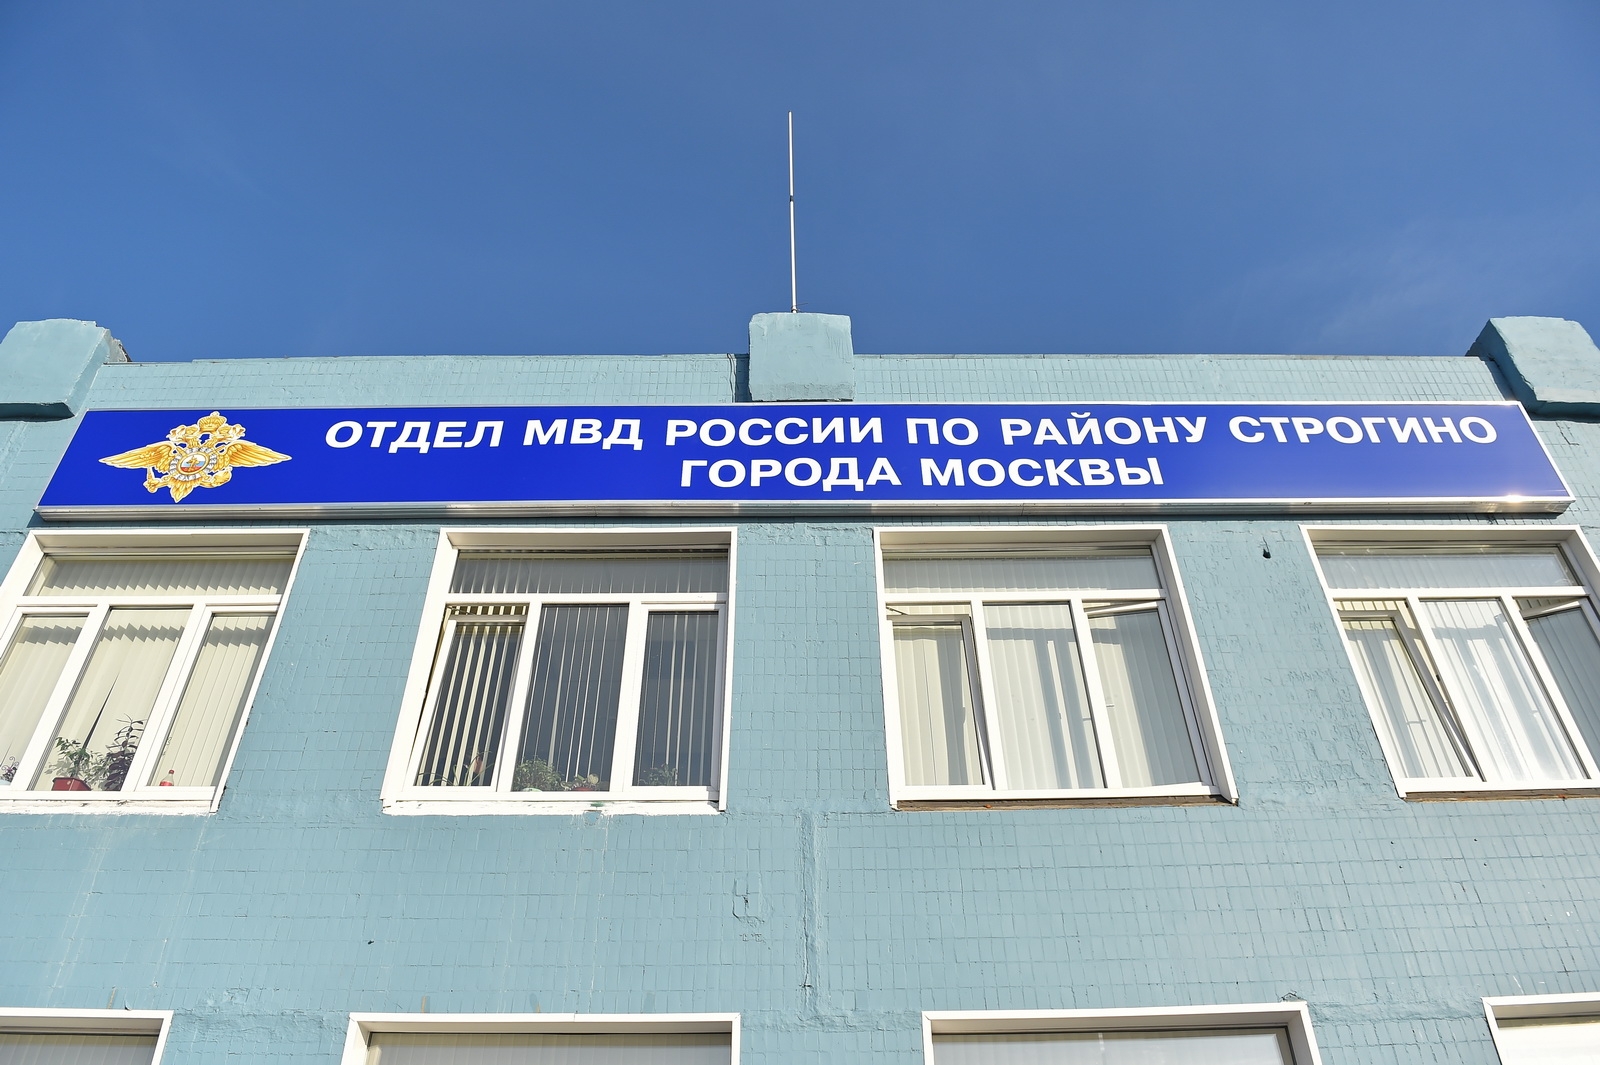 ОТДЕЛ МВД РОССИИ ПО РАЙОНУ СТРОГИНО
ГОРОДА МОСКВЫ